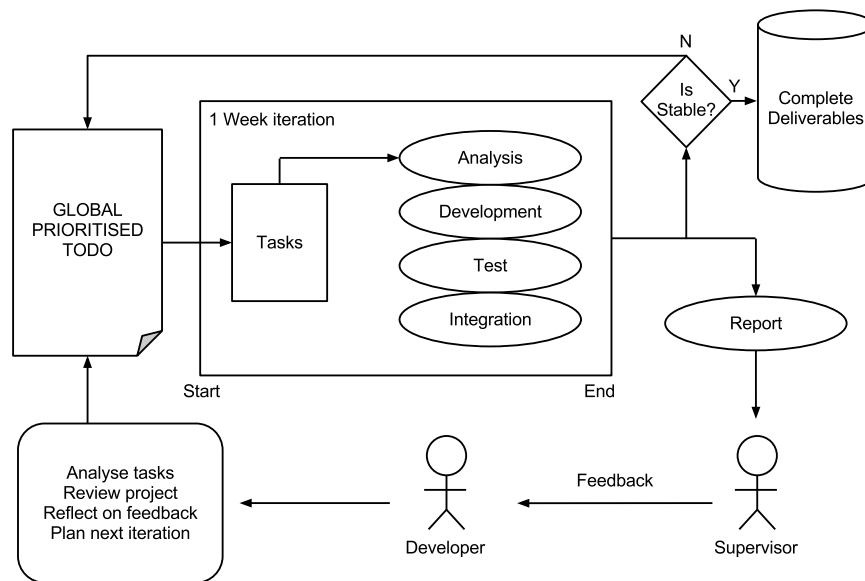 N
Is
Stable?
Y
Complete
Deliverables
1 Week iteration
GLOBAL
PRIORITISED
TODO
Tasks
Analysis
Development
Test
Integration
Report
Start
End
Analyse tasks
Review project
Reflect on feedback
Plan next iteration
Feedback
Developer
Supervisor